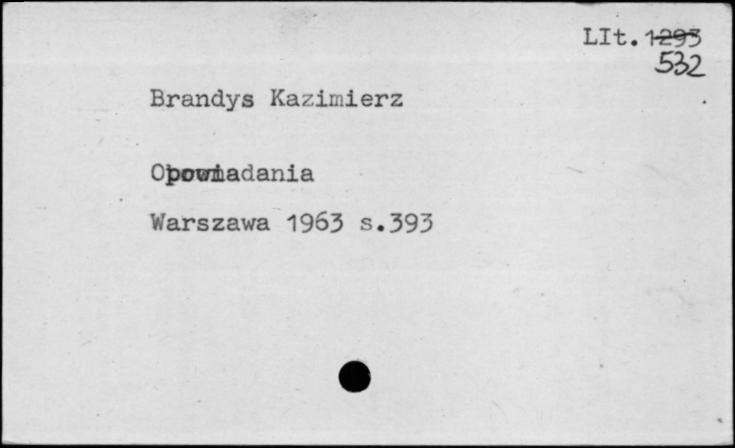 LIt. 1293
532
Brandys Kazimierz
Opowiadania
Warszawa 1963 s.393